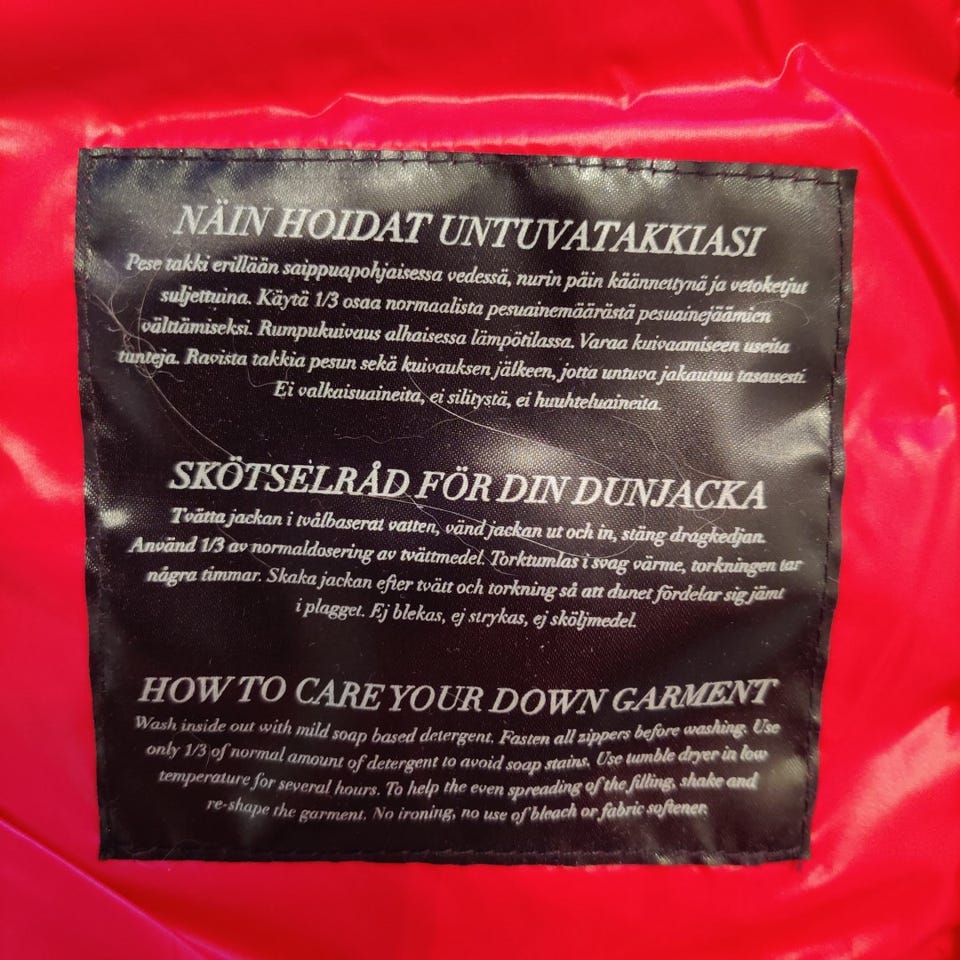 NÄIN HOIDAT UNTUVATAKKIASI
Pese takki erillään saippuapohjaisessa vedessä, nurin päin käännettynä ja vetoketjut
suljettuina. Käytä 1/3 osaa normaalista pesuainemäärästä pesuainejäämien
välttämiseksi. Rumpukuivaus alhaisessa lämpötilassa. Varaa kuivaamiseen useita
tunteja. Ravista takkia pesun sekä kuivauksen jälkeen, jotta untuva jakautuu tasaisesti.
Ei valkaisuaineita, ei silitystä, ei huuhteluaineita.
SKÖTSELRÅD FÖR DIN DUNJACKA
Tvätta jackan i tvålbaserat vatten, vänd jackan ut och in, stäng dragkedjan.
Använd 1/3 av normaldosering av tvättmedel. Torktumlas i svag värme, torkningen tar
några timmar. Skaka jackan efter tvätt och torkning så att dunet fördelar sig jämt
i plagget. Ej blekas, ej strykas, ej sköljmedel.
HOW TO CARE YOUR DOWN GARMENT
Wash inside out with mild soap based detergent. Fasten all zippers before washing. Use
only 1/3 of normal amount of detergent to avoid soap stains. Use tumble dryer in low
temperature for several hours. To help the even spreading of the filling, shake and
re-shape the garment. No ironing, no use of bleach or fabric softener.